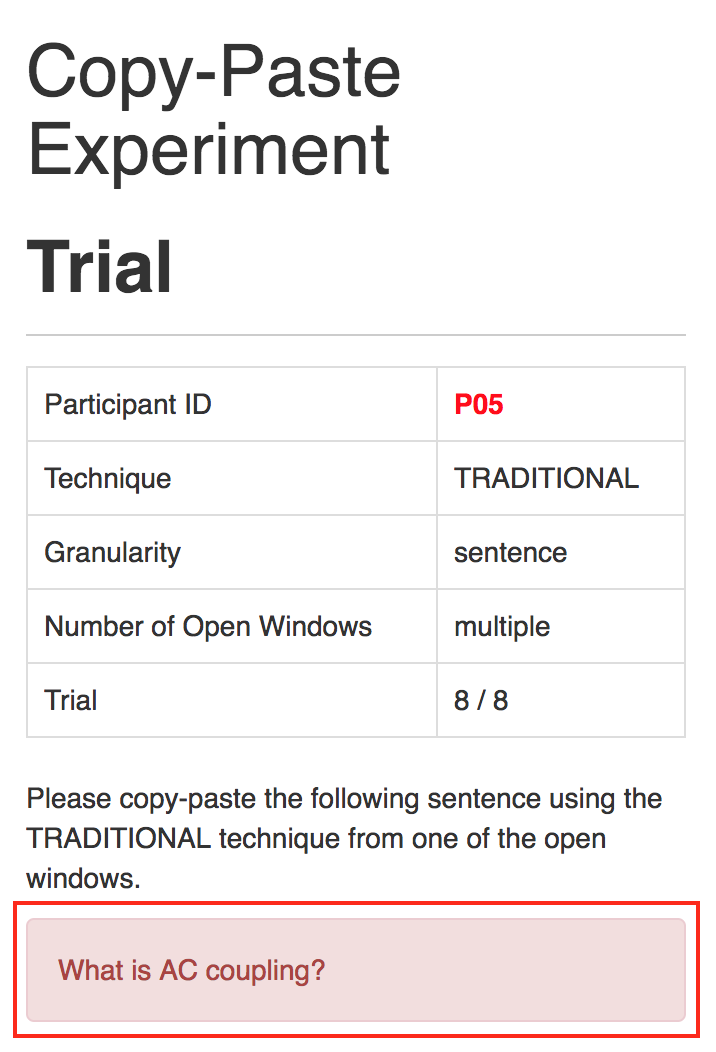 Copy-Paste
Experiment
Trial
Participant ID P05
Technique TRADITIONAL
Granularity sentence
Number of Open Windows multiple
Trial 8 / 8
Please copy-paste the following sentence using the
TRADITIONAL technique from one of the open
windows.
What is AC coupling?